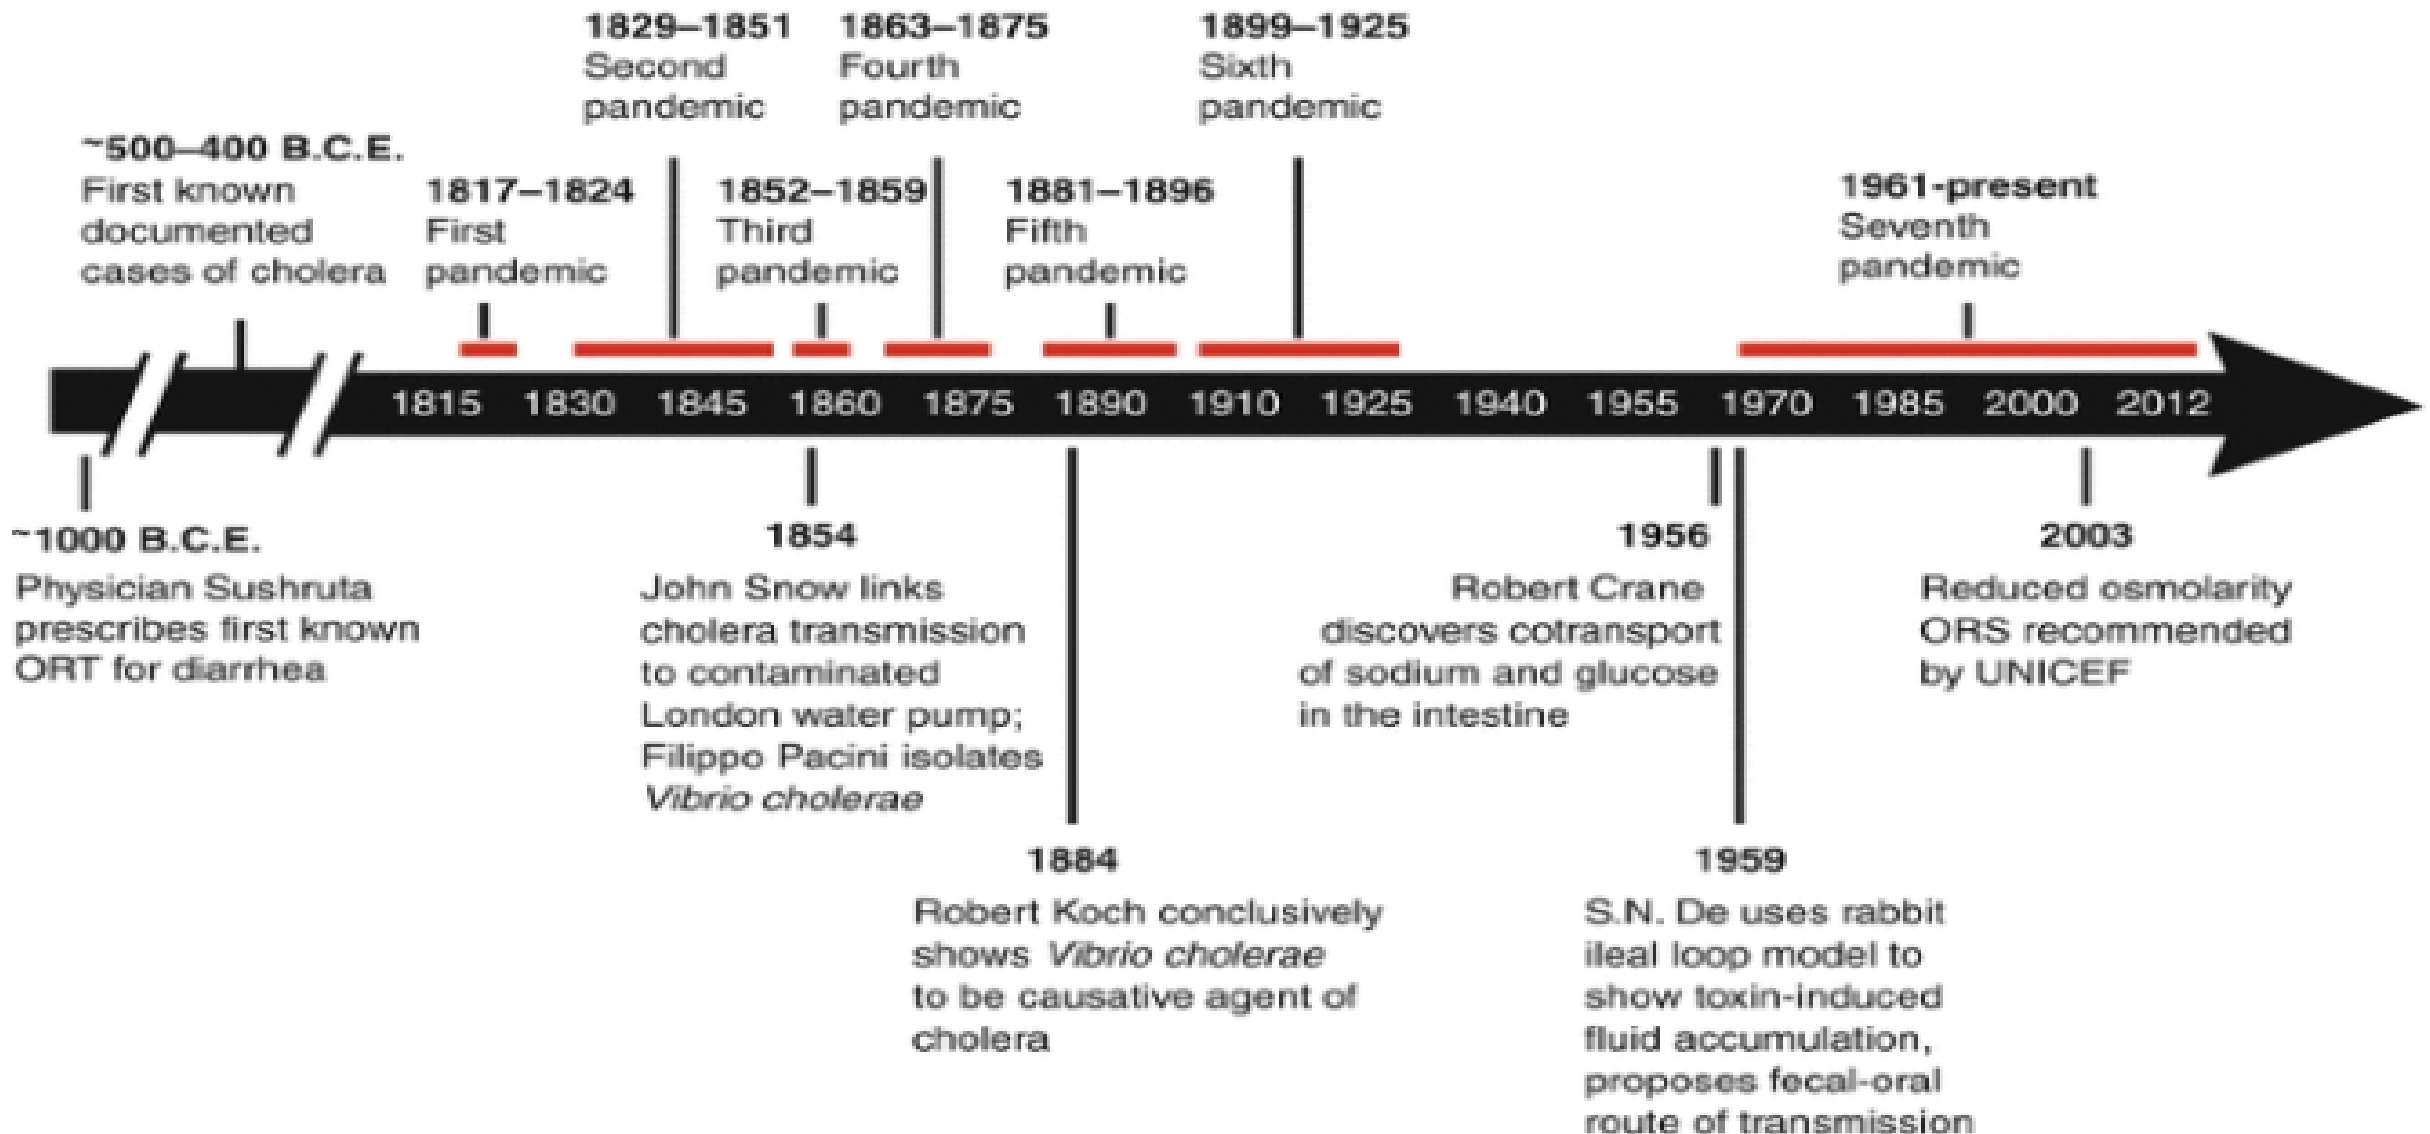 1829–1851
Second
pandemic
1863–1875
Fourth
pandemic
1899–1925
Sixth
pandemic
~500–400 B.C.E.
First known
documented
cases of cholera
1817–1824
First
pandemic
1852–1859
Third
pandemic
1881–1896
Fifth
pandemic
1961-present
Seventh
pandemic
1815 1830 1845 1860 1875 1890 1910 1925 1940 1955 1970 1985 2000 2012
~1000 B.C.E.
Physician Sushruta
prescribes first known
ORT for diarrhea
1854
John Snow links
cholera transmission
to contaminated
London water pump;
Filippo Pacini isolates
Vibrio cholerae
1884
Robert Koch conclusively
shows Vibrio cholerae
to be causative agent of
cholera
1956
Robert Crane
discovers cotransport
of sodium and glucose
in the intestine
1959
S.N. De uses rabbit
ileal loop model to
show toxin-induced
fluid accumulation,
proposes fecal-oral
route of transmission
2003
Reduced osmolarity
ORS recommended
by UNICEF